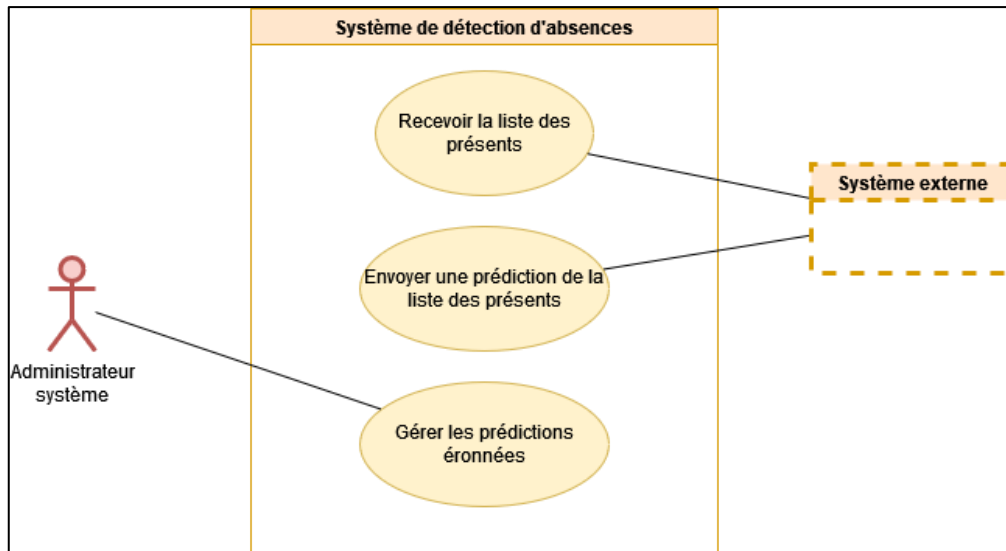 Système de détection d'absences
Recevoir la liste des
présents
Système externe
Envoyer une prédiction de la
liste des présents
Administrateur
système
Gérer les prédictions
éronnées